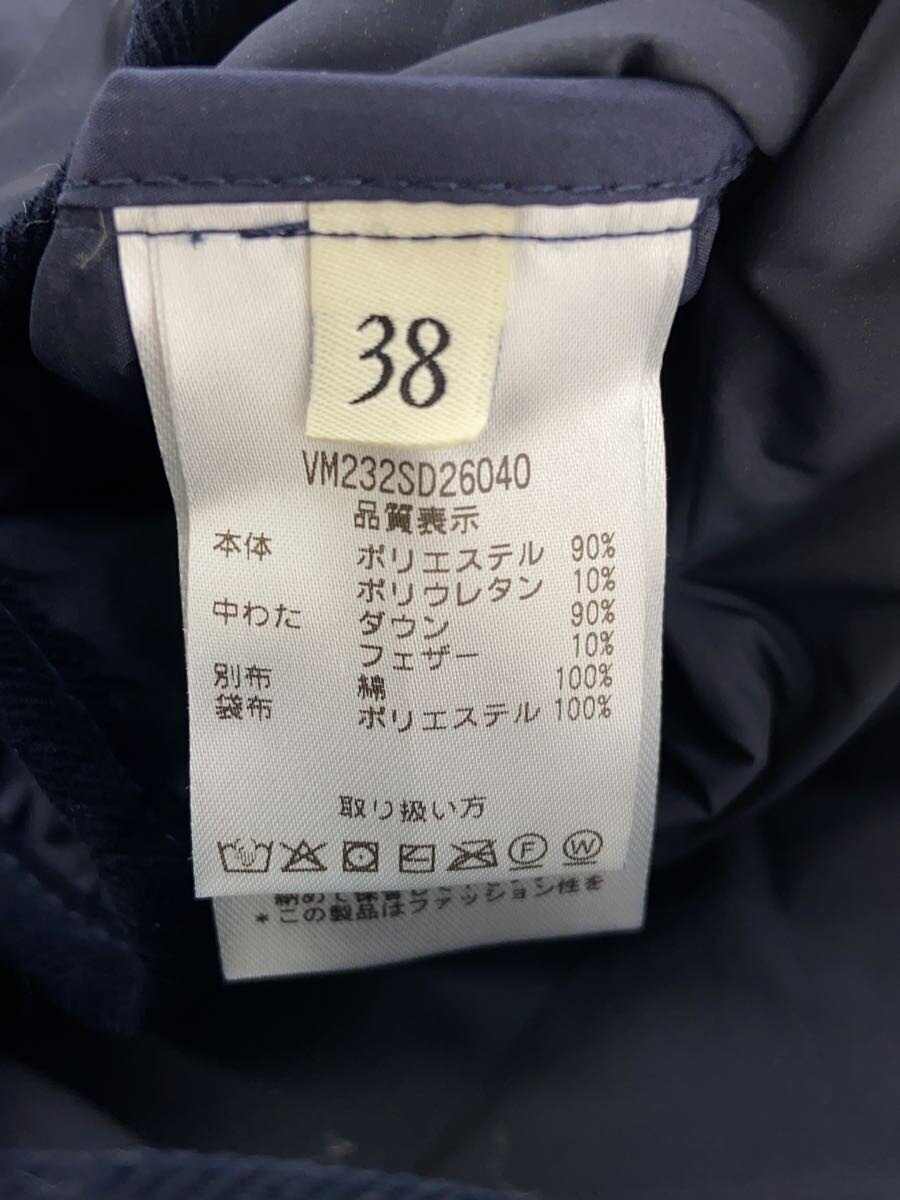 38
VM232SD26040
品質表示
本体 ポリエステル 90%
ポリウレタン 10%
中わた ダウン 90%
フェザー 10%
別布 綿 100%
袋布 ポリエステル 100%
取り扱い方
F W
*この製品はファッション性を